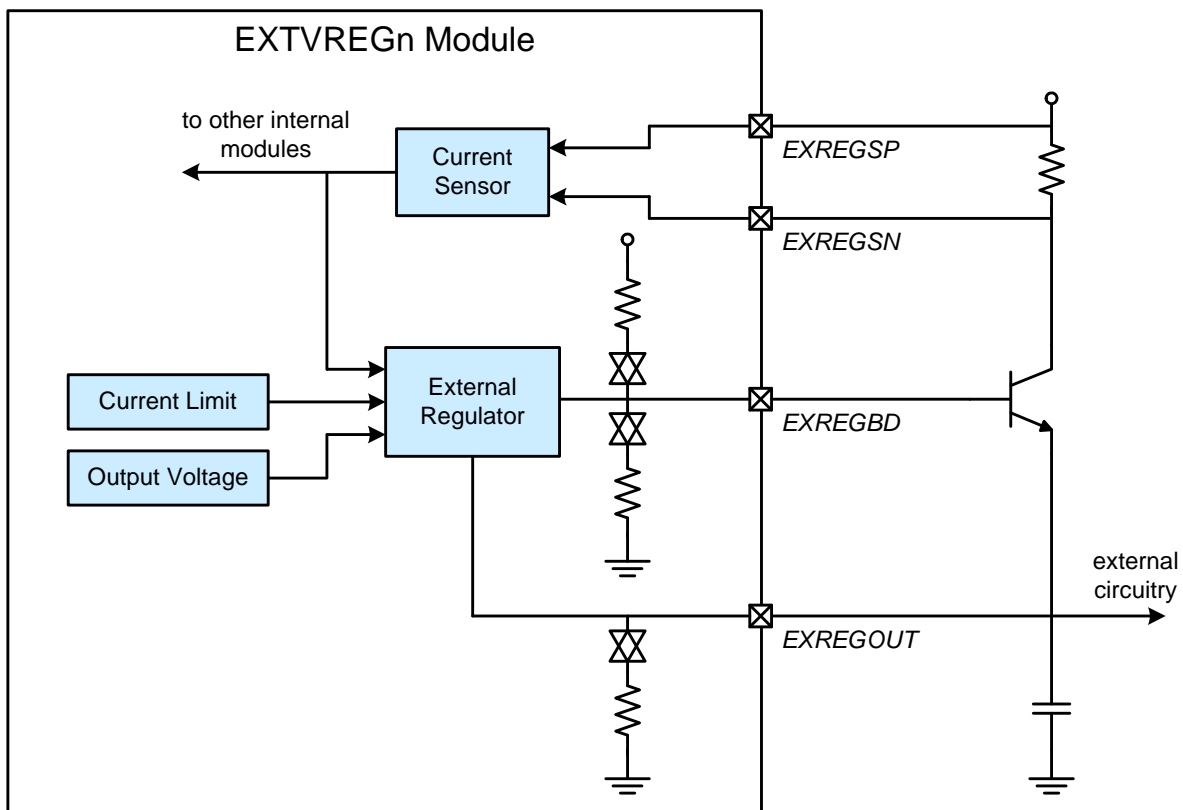 EXTVREGn Module
to other internal
modules
Current
Sensor
EXREGSP
EXREGSN
External
Regulator
Current Limit
Output Voltage
EXREGBD
external
circuitry
EXREGOUT